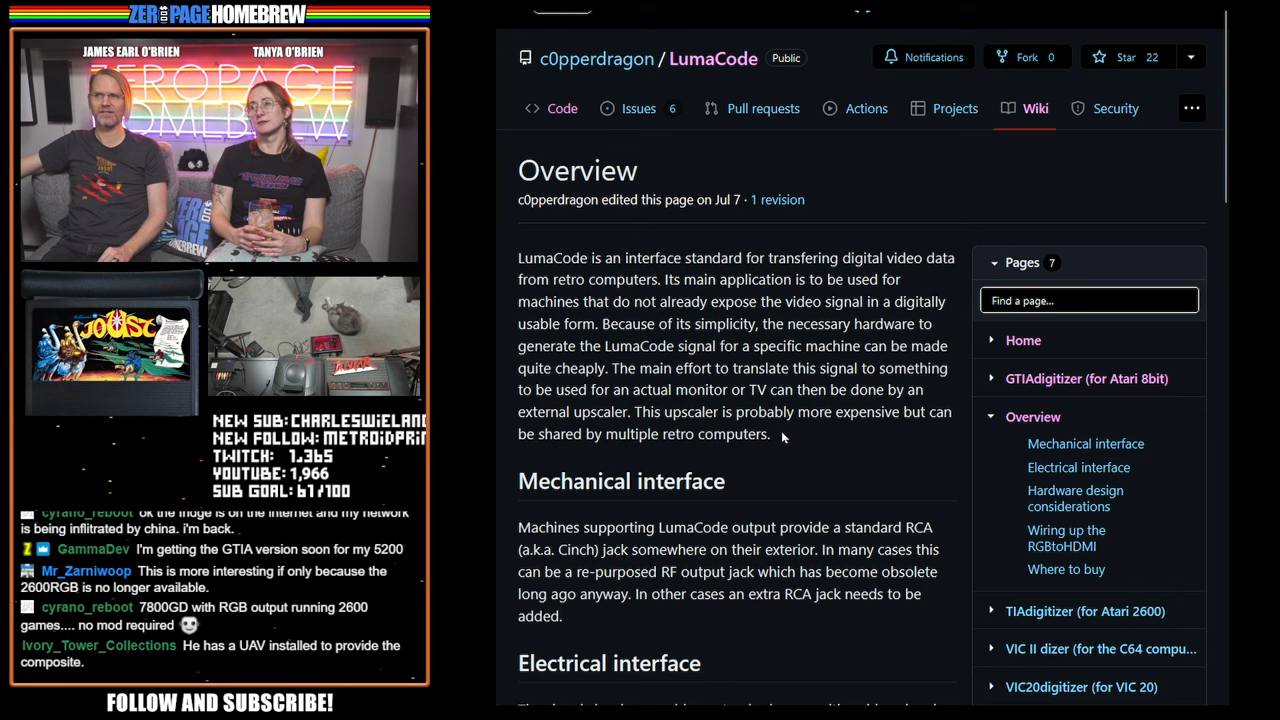 ZEROPAGE HOMEBREW
JAMES EARL O'BRIEN
TANYA O'BRIEN
ZEROPAGE
HOMEBREW
JOUST
NEW SUB: CHARLESWIELAND
NEW FOLLOW: METROIDPRI
TWITCH: 1,365
YOUTUBE: 1,966
SUB GOAL: 67/100
cyrano_reboot ok the fridge is on the internet and my network
is being inflitrated by china. i'm back.
GammaDev I'm getting the GTIA version soon for my 5200
Mr_Zarniwoop This is more interesting if only because the
2600RGB is no longer available.
cyrano_reboot 7800GD with RGB output running 2600
games.... no mod required
Ivory_Tower_Collections He has a UAV installed to provide the
composite.
FOLLOW AND SUBSCRIBE!
c0pperdragon / LumaCode Public
Notifications
Fork 0
Star 22
Code
Issues 6
Pull requests
Actions
Projects
Wiki
Security
Overview
c0pperdragon edited this page on Jul 7 · 1 revision
LumaCode is an interface standard for transfering digital video data
from retro computers. Its main application is to be used for
machines that do not already expose the video signal in a digitally
usable form. Because of its simplicity, the necessary hardware to
generate the LumaCode signal for a specific machine can be made
quite cheaply. The main effort to translate this signal to something
to be used for an actual monitor or TV can then be done by an
external upscaler. This upscaler is probably more expensive but can
be shared by multiple retro computers.
Mechanical interface
Machines supporting LumaCode output provide a standard RCA
(a.k.a. Cinch) jack somewhere on their exterior. In many cases this
can be a re-purposed RF output jack which has become obsolete
long ago anyway. In other cases an extra RCA jack needs to be
added.
Electrical interface
Pages 7
Find a page...
Home
GTIAdigitizer (for Atari 8bit)
Overview
Mechanical interface
Electrical interface
Hardware design
considerations
Wiring up the
RGBtoHDMI
Where to buy
TIAdigitizer (for Atari 2600)
VIC II dizer (for the C64 compu...
VIC20digitizer (for VIC 20)